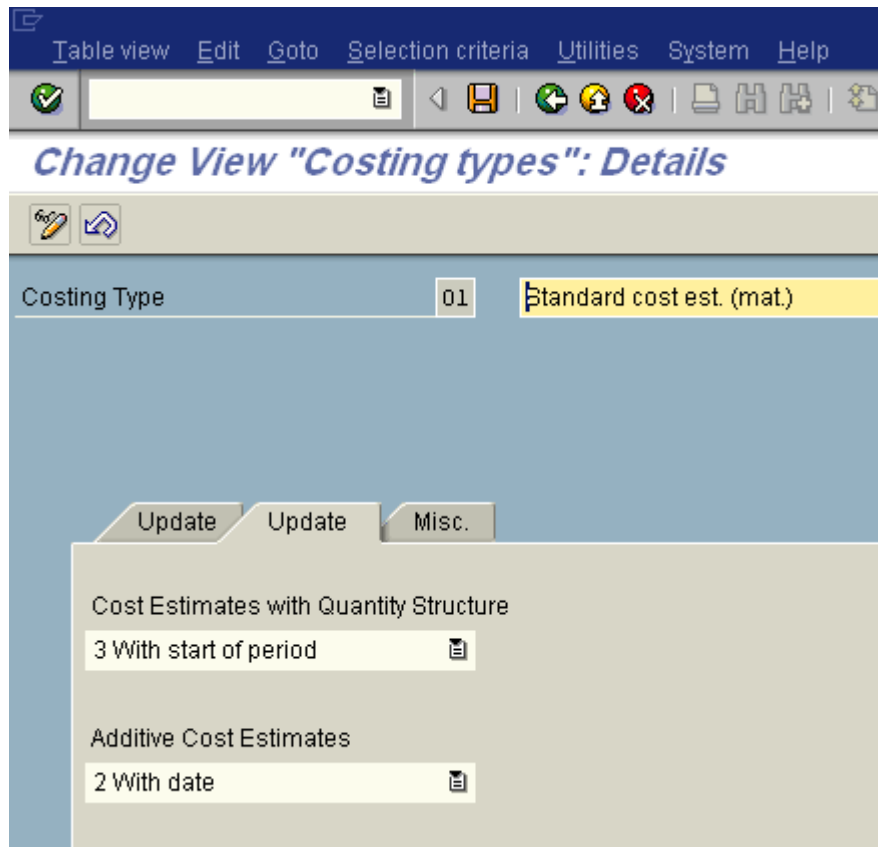 Table view Edit Goto Selection criteria Utilities System Help
Change View "Costing types": Details
Costing Type 01 Standard cost est. (mat.)
Update Update Misc.
Cost Estimates with Quantity Structure
3 With start of period
Additive Cost Estimates
2 With date